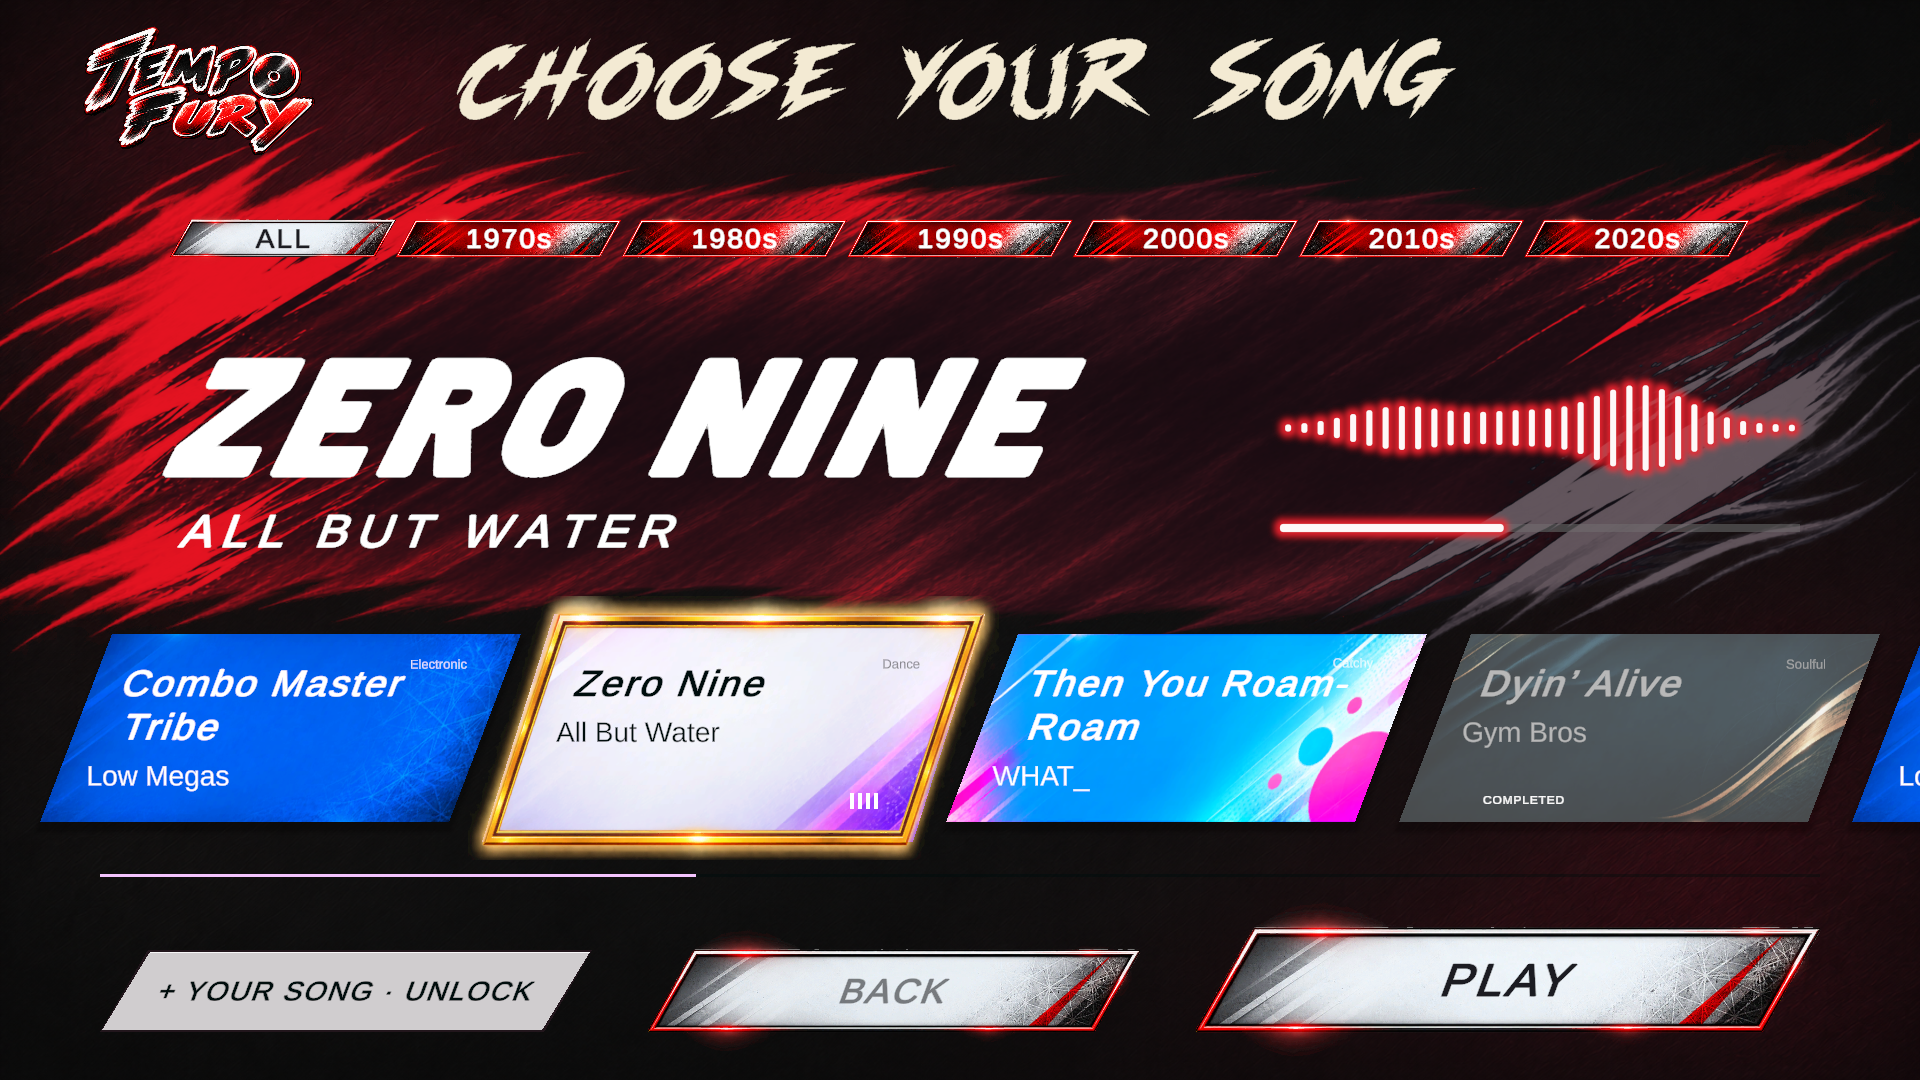 TEMPO
FURY
CHOOSE YOUR SONG
ALL
1970s
1980s
1990s
2000s
2010s
2020s
ZERO NINE
ALL BUT WATER
Combo Master
Tribe
Electronic
Low Megas
Zero Nine
Dance
All But Water
Then You Roam-
Roam
Catchy
WHAT_
Dyin’ Alive
Soulful
Gym Bros
COMPLETED
Lo
+ YOUR SONG · UNLOCK
BACK
PLAY